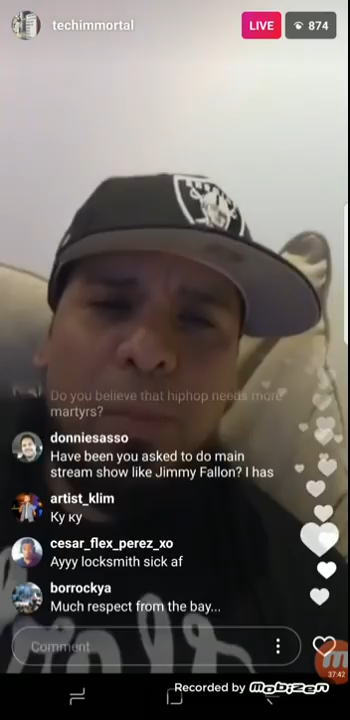 techimmortal
LIVE
874
Do you believe that hiphop needs more
martyrs?
donniesasso
Have been you asked to do main
stream show like Jimmy Fallon? I has
artist_klim
Ку ку
cesar_flex_perez_xo
Ayyy locksmith sick af
borrockya
Much respect from the bay...
Comment
37:42
Recorded by Mobizen